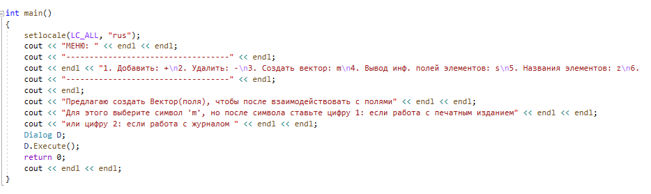 int main()
{
setlocale(LC_ALL, "rus");
cout << "МЕНЮ: " << endl << endl;
cout << "-----------------------------------" << endl;
cout << endl << "1. Добавить: +\n2. Удалить: -\n3. Создать вектор: m\n4. Вывод инф. полей элементов: s\n5. Названия элементов: z\n6.
cout << "-----------------------------------" << endl;
cout << endl;
cout << "Предлагаю создать Вектор(поля), чтобы после взаимодействовать с полями" << endl << endl;
cout << "Для этого выберите символ 'm', но после символа ставьте цифру 1: если работа с печатным изданием" << endl << endl;
cout << "или цифру 2: если работа с журналом " << endl << endl;
Dialog D;
D.Execute();
return 0;
cout << endl << endl;
}